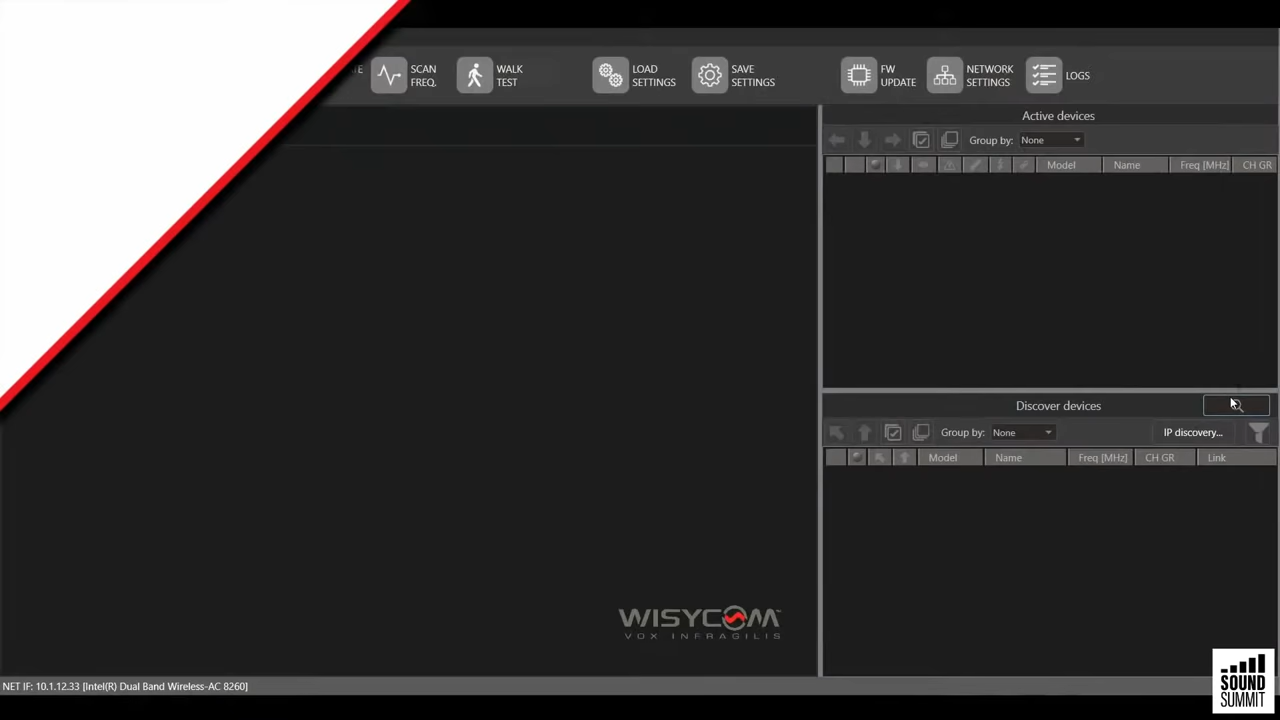 SCAN
FREQ.
WALK
TEST
LOAD
SETTINGS
SAVE
SETTINGS
FW
UPDATE
NETWORK
SETTINGS
LOGS
Active devices
Group by: None
Model Name Freq [MHz] CH GR
Discover devices
Group by: None IP discovery...
Model Name Freq [MHz] CH GR Link
WISYCOM
VOX INFRAGILIS
NET IF: 10.1.12.33 [Intel(R) Dual Band Wireless-AC 8260]
SOUND
SUMMIT